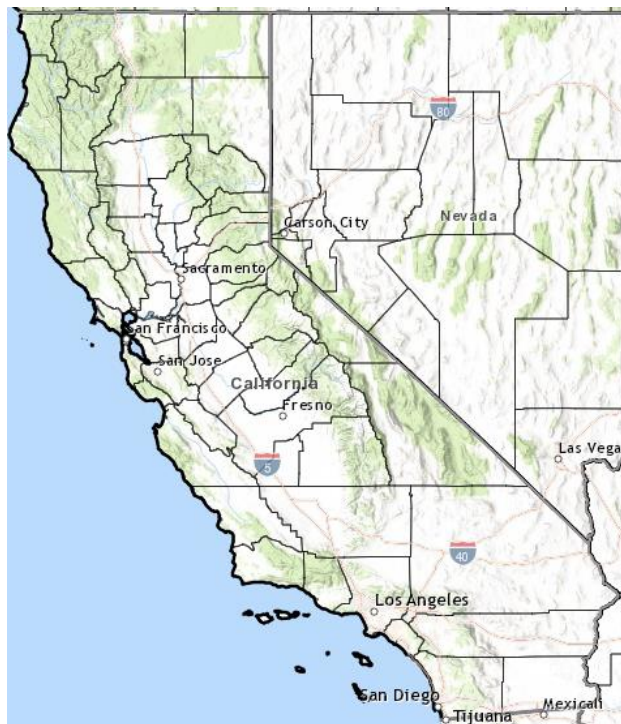 80
Nevada
Carson City
Sacramento
San Francisco
San Jose
California
Fresno
Las Vega
5
40
Los Angeles
San Diego
Tijuana
Mexicali